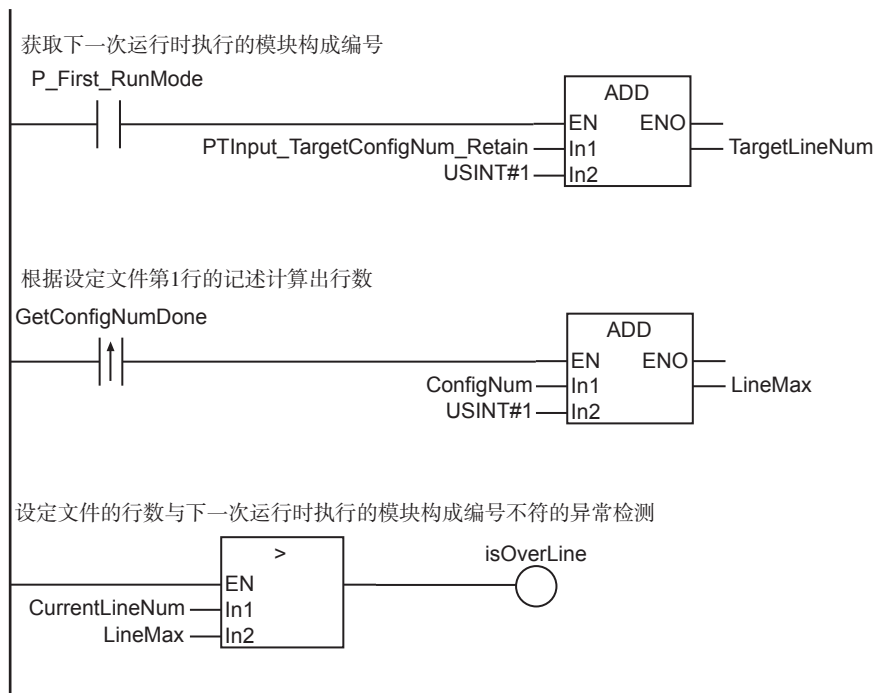 获取下一次运行时执行的模块构成编号
P_First_RunMode
ADD
EN ENO
PTInput_TargetConfigNum_Retain In1 TargetLineNum
USINT#1 In2
根据设定文件第1行的记述计算出行数
GetConfigNumDone
ADD
EN ENO
ConfigNum In1 LineMax
USINT#1 In2
设定文件的行数与下一次运行时执行的模块构成编号不符的异常检测
> isOverLine
EN
CurrentLineNum In1
LineMax In2